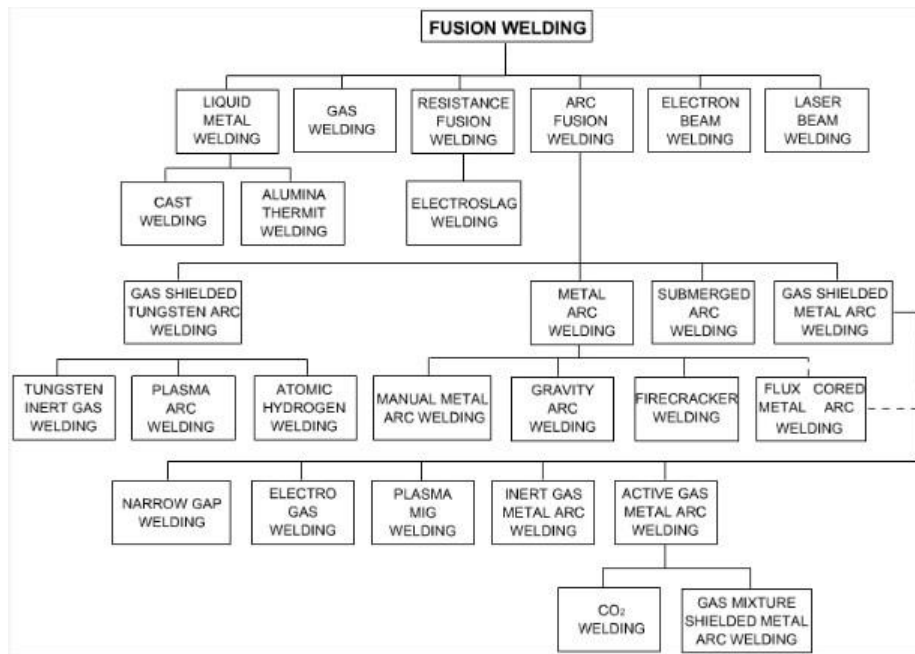 FUSION WELDING
LIQUID
METAL
WELDING
GAS
WELDING
RESISTANCE
FUSION
WELDING
ARC
FUSION
WELDING
ELECTRON
BEAM
WELDING
LASER
BEAM
WELDING
CAST
WELDING
ALUMINA
THERMIT
WELDING
ELECTROSLAG
WELDING
GAS SHIELDED
TUNGSTEN ARC
WELDING
METAL
ARC
WELDING
SUBMERGED
ARC
WELDING
GAS SHIELDED
METAL ARC
WELDING
TUNGSTEN
INERT GAS
WELDING
PLASMA
ARC
WELDING
ATOMIC
HYDROGEN
WELDING
MANUAL METAL
ARC WELDING
GRAVITY
ARC
WELDING
FIRECRACKER
WELDING
FLUX CORED
METAL ARC
WELDING
NARROW GAP
WELDING
ELECTRO
GAS
WELDING
PLASMA
MIG
WELDING
INERT GAS
METAL ARC
WELDING
ACTIVE GAS
METAL ARC
WELDING
CO₂
WELDING
GAS MIXTURE
SHIELDED METAL
ARC WELDING